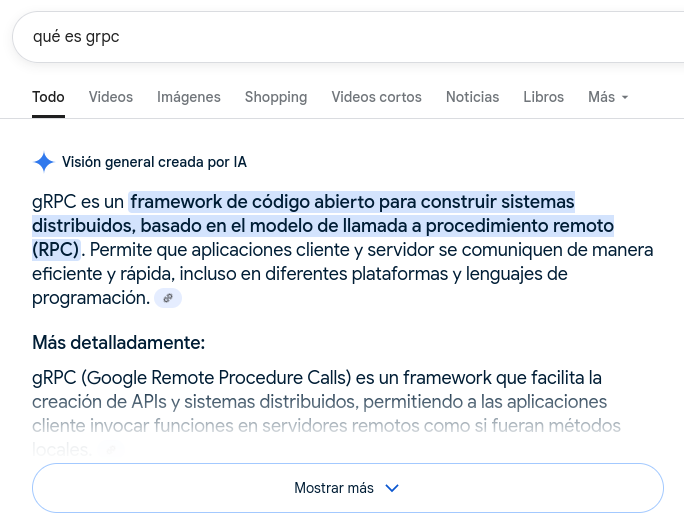 qué es grpc
Todo Videos Imágenes Shopping Videos cortos Noticias Libros Más
Visión general creada por IA
gRPC es un framework de código abierto para construir sistemas
distribuidos, basado en el modelo de llamada a procedimiento remoto
(RPC). Permite que aplicaciones cliente y servidor se comuniquen de manera
eficiente y rápida, incluso en diferentes plataformas y lenguajes de
programación.
Más detalladamente:
gRPC (Google Remote Procedure Calls) es un framework que facilita la
creación de APIs y sistemas distribuidos, permitiendo a las aplicaciones
cliente invocar funciones en servidores remotos como si fueran métodos
locales.
Mostrar más